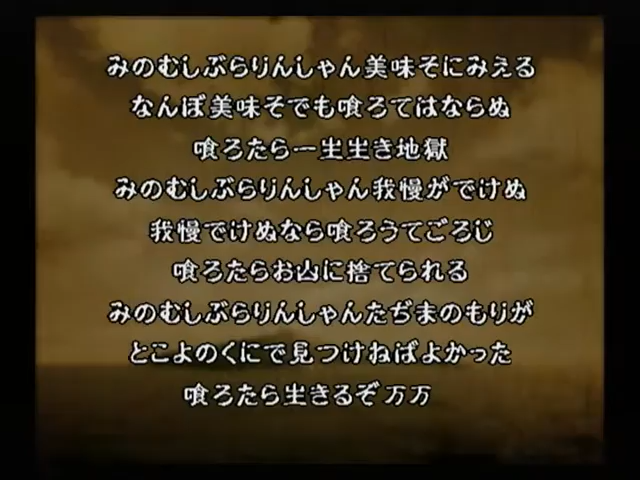 みのむしぶらりんしゃん美味そにみえる
なんぼ美味そでも喰ろてはならぬ
喰ろたら一生生き地獄
みのむしぶらりんしゃん我慢がでけぬ
我慢でけぬなら喰ろうてごろじ
喰ろたらお山に捨てられる
みのむしぶらりんしゃんたぢまのもりが
とこよのくにで見つけねばよかった
喰ろたら生きるぞ万万